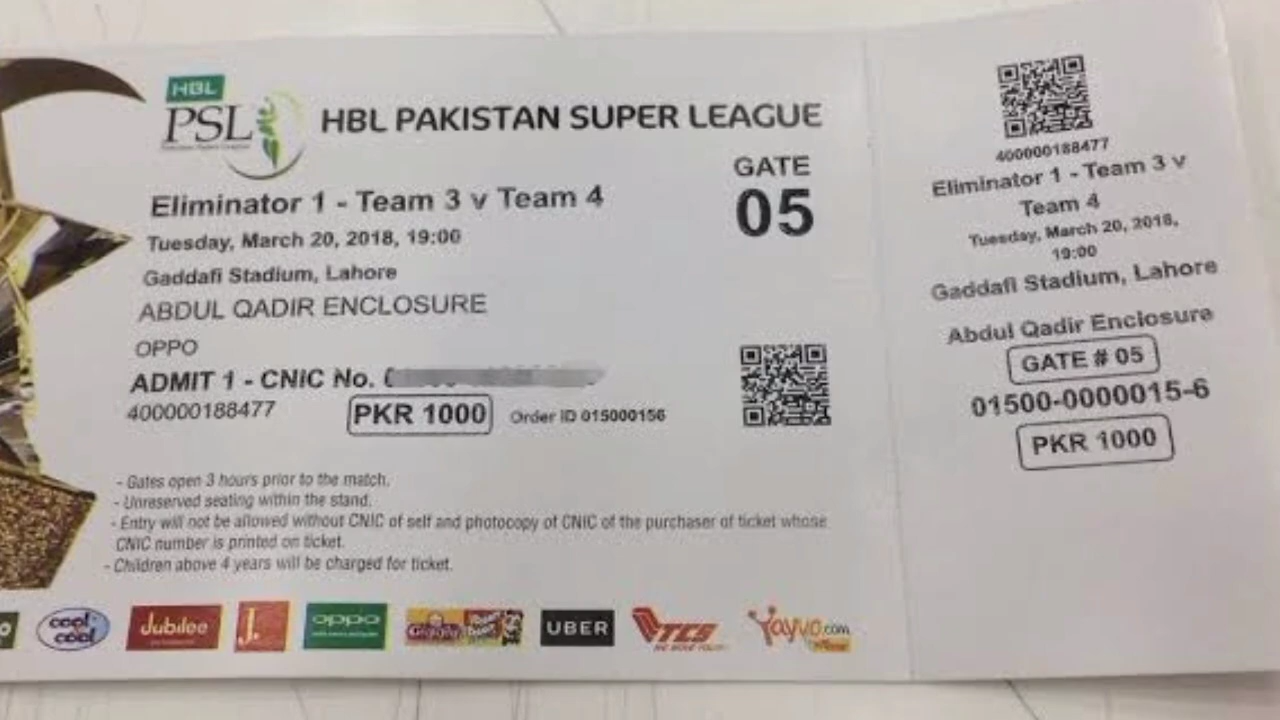 HBL
PSL
HBL PAKISTAN SUPER LEAGUE
GATE
05
Eliminator 1 - Team 3 v Team 4
Tuesday, March 20, 2018, 19:00
Gaddafi Stadium, Lahore
ABDUL QADIR ENCLOSURE
OPPO
ADMIT 1 - CNIC No.
400000188477
PKR 1000
Order ID 015000156
- Gates open 3 hours prior to the match.
- Unreserved seating within the stand.
- Entry will not be allowed without CNIC of self and photocopy of CNIC of the purchaser of ticket whose
CNIC number is printed on ticket.
- Children above 4 years will be charged for ticket.
cool & cool
Jubilee
J.
oppo
UBER
TCS
Yayvo.com
400000188477
Eliminator 1 - Team 3 v
Team 4
Tuesday, March 20, 2018,
19:00
Gaddafi Stadium, Lahore
Abdul Qadir Enclosure
GATE # 05
01500-0000015-6
PKR 1000